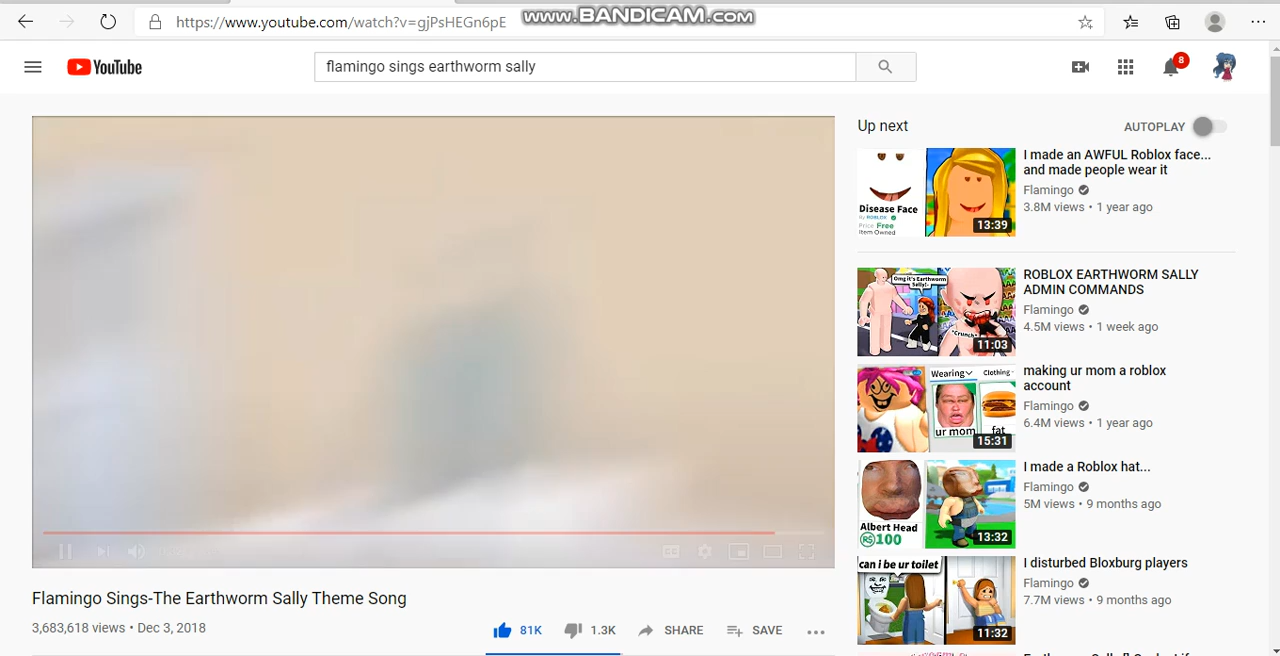 https://www.youtube.com/watch?v=gjPsHEGn6pE
www.BANDICAM.com
YouTube
flamingo sings earthworm sally
8
Up next
AUTOPLAY
I made an AWFUL Roblox face...
and made people wear it
Flamingo
3.8M views • 1 year ago
Disease Face
By ROBLOX
Price Free
Item Owned
13:39
ROBLOX EARTHWORM SALLY
ADMIN COMMANDS
Flamingo
4.5M views • 1 week ago
Omg it's Earthworm
Sally!
*Crunch*
11:03
making ur mom a roblox
account
Flamingo
6.4M views • 1 year ago
Wearing
Clothing
ur mom
fat
15:31
I made a Roblox hat...
Flamingo
5M views • 9 months ago
Albert Head
R$ 100
13:32
I disturbed Bloxburg players
Flamingo
7.7M views • 9 months ago
can i be ur toilet
11:32
Flamingo Sings-The Earthworm Sally Theme Song
3,683,618 views • Dec 3, 2018
81K
1.3K
SHARE
SAVE